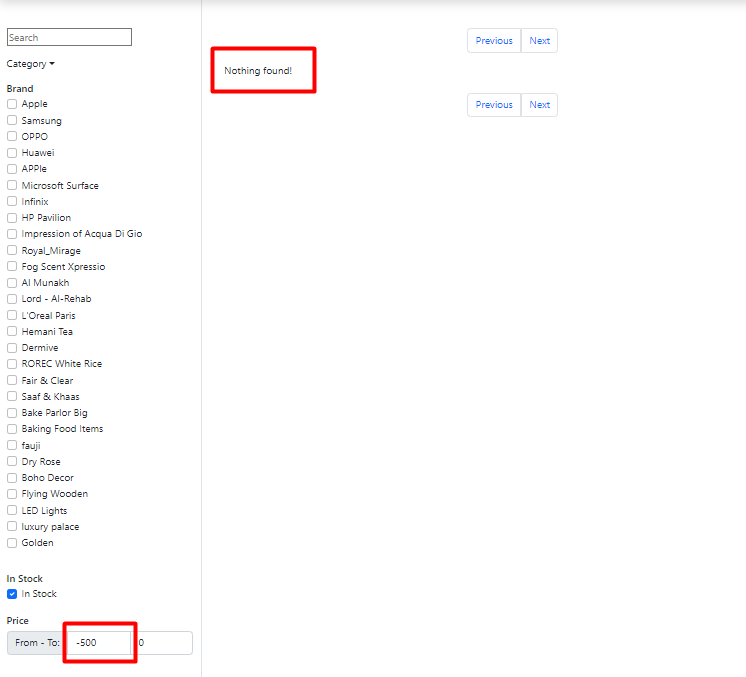 Search
Category
Brand
Apple
Samsung
OPPO
Huawei
APPle
Microsoft Surface
Infinix
HP Pavilion
Impression of Acqua Di Gio
Royal_Mirage
Fog Scent Xpressio
Al Munakh
Lord - Al-Rehab
L'Oreal Paris
Hemani Tea
Dermive
ROREC White Rice
Fair & Clear
Saaf & Khaas
Bake Parlor Big
Baking Food Items
fauji
Dry Rose
Boho Decor
Flying Wooden
LED Lights
luxury palace
Golden
In Stock
In Stock
Price
From - To: -500 0
Previous Next
Nothing found!
Previous Next